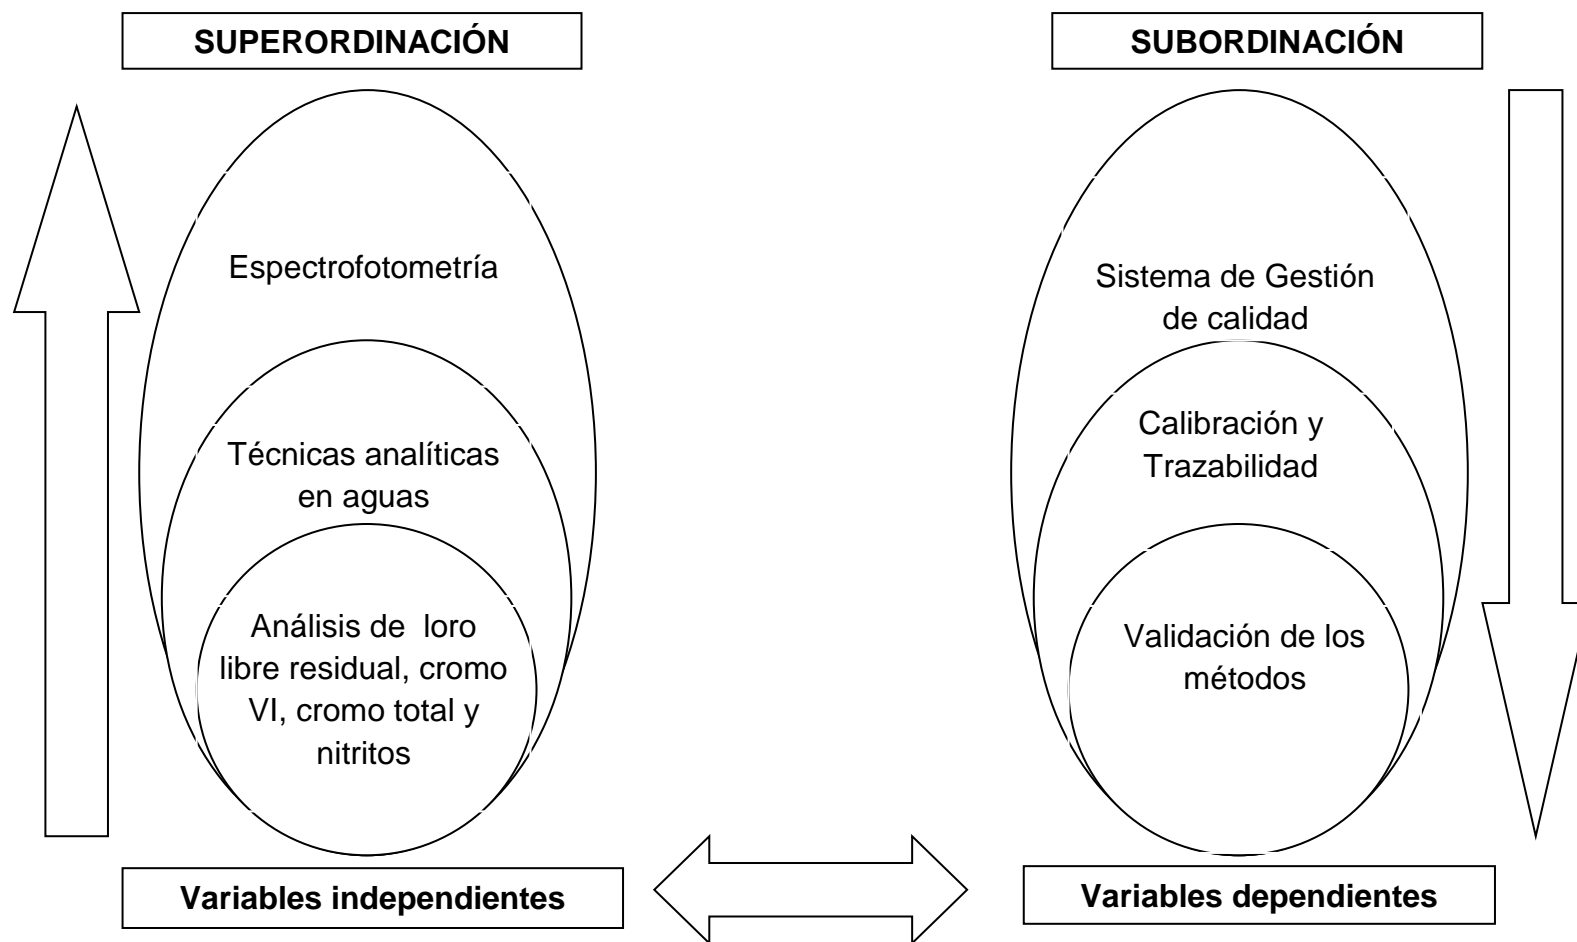 SUPERORDINACIÓN
SUBORDINACIÓN
Espectrofotometría
Técnicas analíticas
en aguas
Análisis de  loro
libre residual, cromo
VI, cromo total y
nitritos
Sistema de Gestión
de calidad
Calibración y
Trazabilidad
Validación de los
métodos
Variables independientes
Variables dependientes